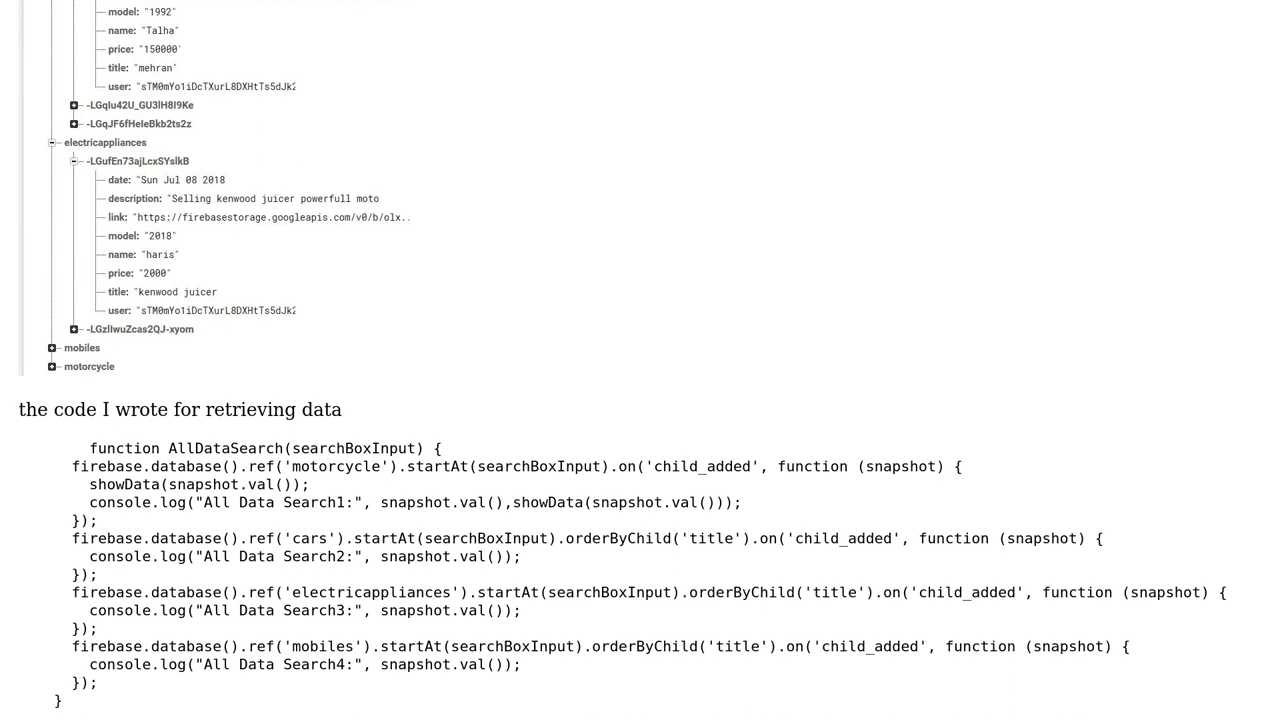 model: "1992"
name: "Talha"
price: "150000'
title: "mehran"
user: "sTM0mYo1iDcTXurL8DXHtTs5dJk2
-LGqIu42U_GU3lH8I9Ke
-LGqJF6fHeIeBkb2ts2z
electricappliances
-LGufEn73ajLcxSYslkB
date: "Sun Jul 08 2018
description: "Selling kenwood juicer powerfull moto
link: "https://firebasestorage.googleapis.com/v0/b/olx..
model: "2018"
name: "haris"
price: "2000"
title: "kenwood juicer
user: "sTM0mYo1iDcTXurL8DXHtTs5dJk2
-LGzlIwuZcas2QJ-xyom
mobiles
motorcycle
the code I wrote for retrieving data
function AllDataSearch(searchBoxInput) {
firebase.database().ref('motorcycle').startAt(searchBoxInput).on('child_added', function (snapshot) {
showData(snapshot.val());
console.log("All Data Search1:", snapshot.val(),showData(snapshot.val()));
});
firebase.database().ref('cars').startAt(searchBoxInput).orderByChild('title').on('child_added', function (snapshot) {
console.log("All Data Search2:", snapshot.val());
});
firebase.database().ref('electricappliances').startAt(searchBoxInput).orderByChild('title').on('child_added', function (snapshot) {
console.log("All Data Search3:", snapshot.val());
});
firebase.database().ref('mobiles').startAt(searchBoxInput).orderByChild('title').on('child_added', function (snapshot) {
console.log("All Data Search4:", snapshot.val());
});
}